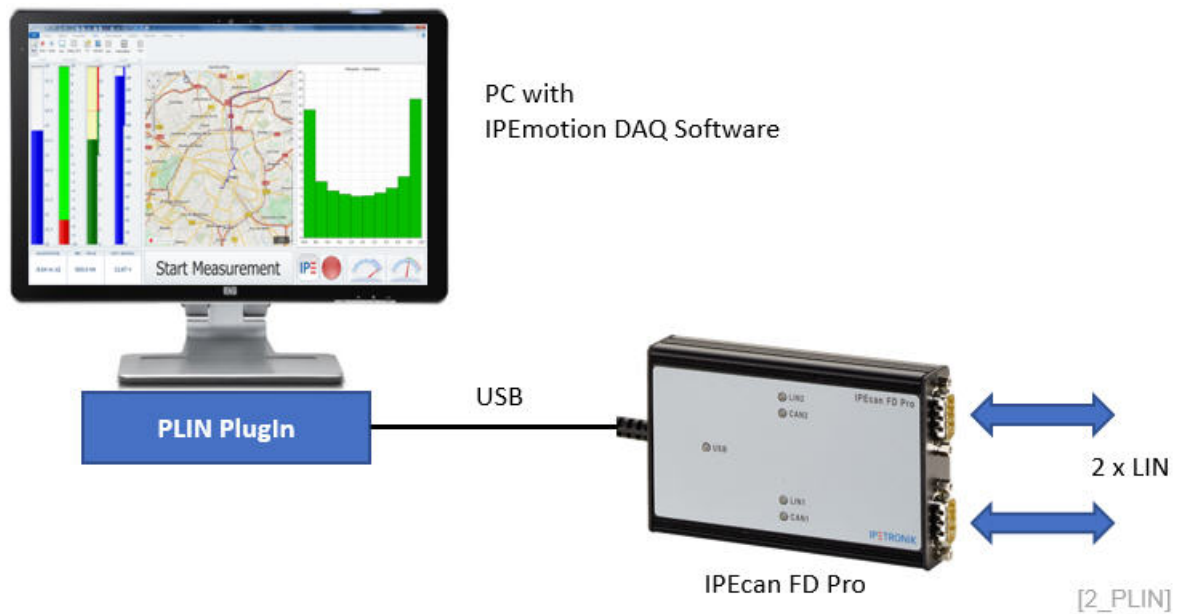 PC with
IPEmotion DAQ Software
Start Measurement
IPE
PLIN PlugIn
USB
LIN2
IPEcan FD Pro
CAN2
USB
2 x LIN
LIN1
CAN1
IPETRONIK
IPEcan FD Pro
[2_PLIN]